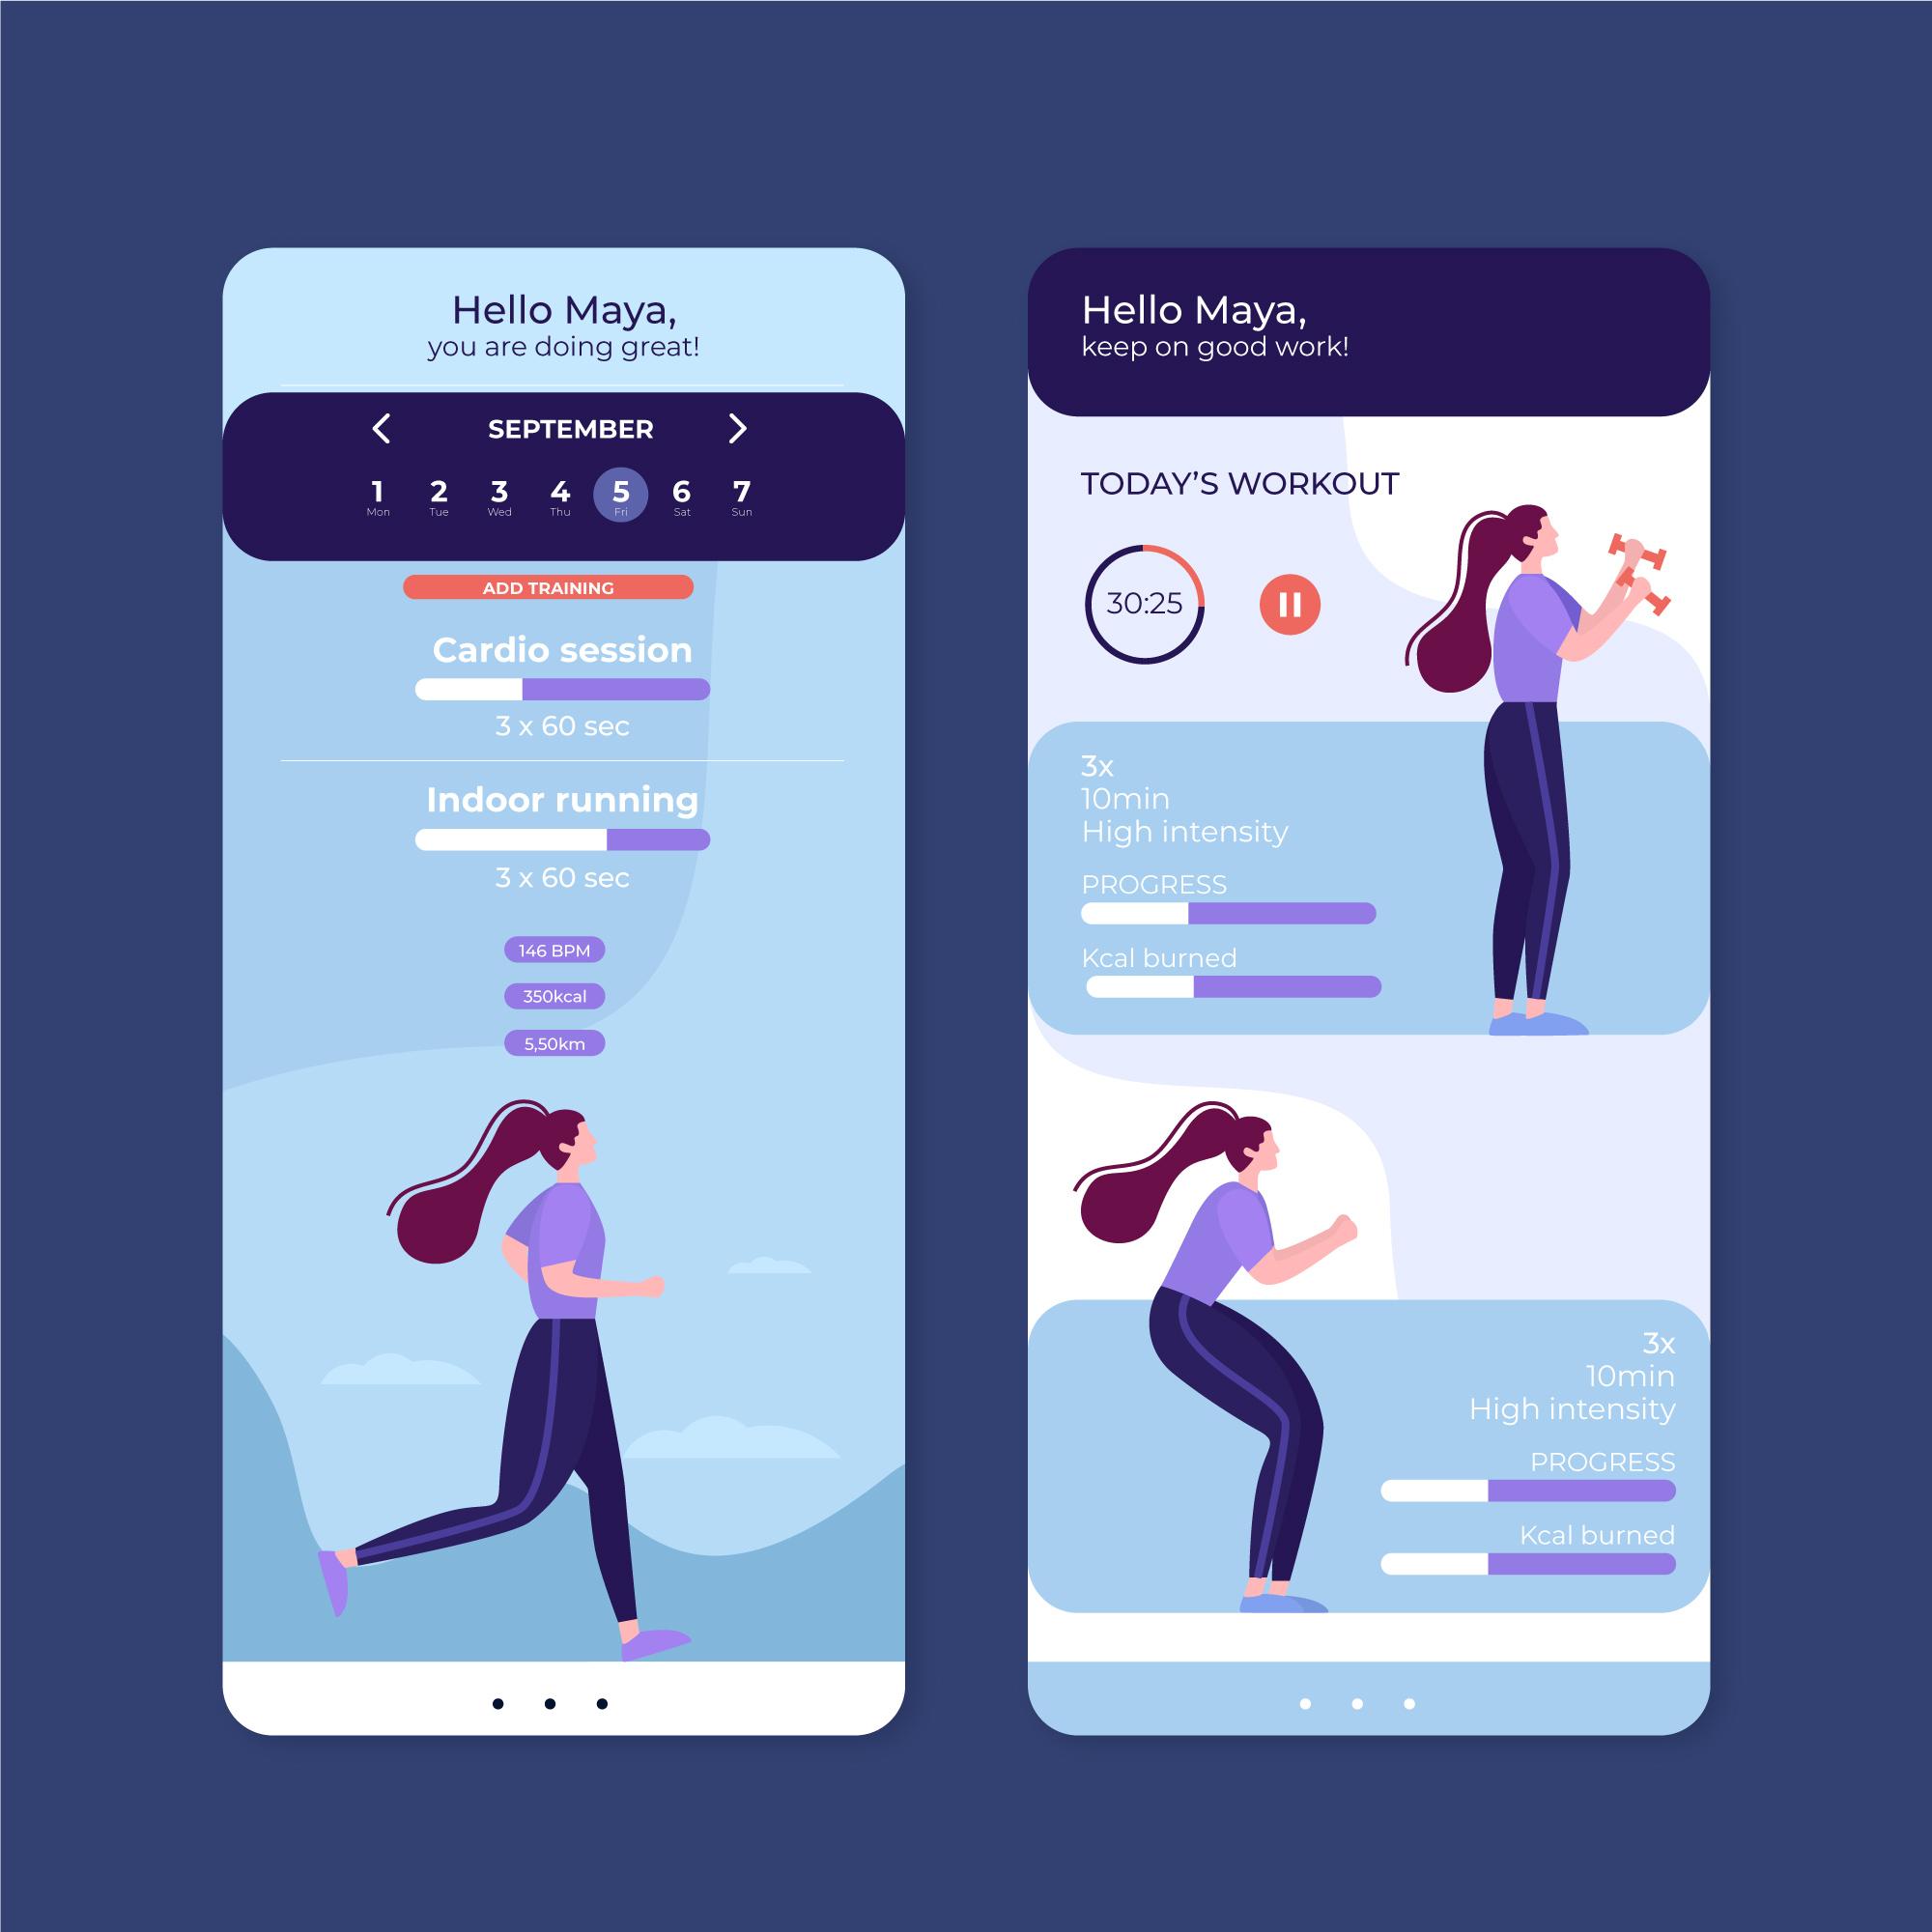 Hello Maya,
you are doing great!
SEPTEMBER
1 2 3 4 5 6 7
Mon Tue Wed Thu Fri Sat Sun
ADD TRAINING
Cardio session
3 x 60 sec
Indoor running
3 x 60 sec
146 BPM
350kcal
5,50km
Hello Maya,
keep on good work!
TODAY’S WORKOUT
30:25
3x
10min
High intensity
PROGRESS
Kcal burned
3x
10min
High intensity
PROGRESS
Kcal burned